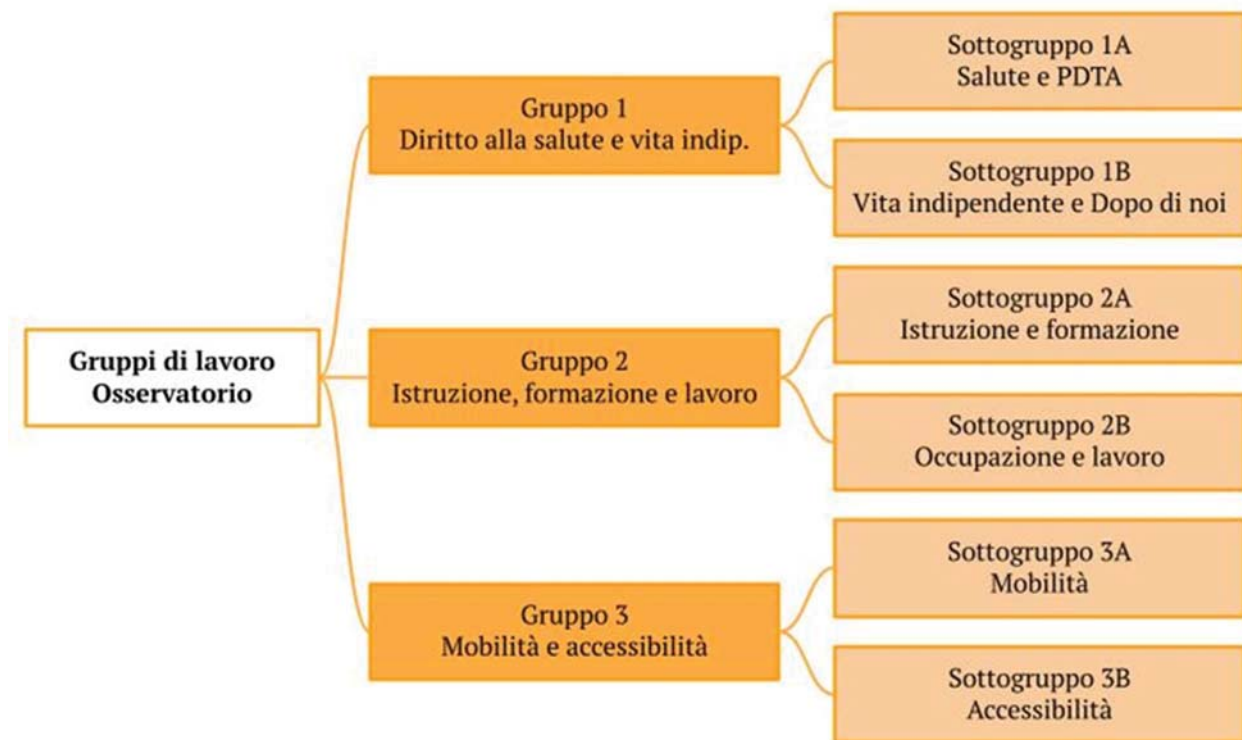 Gruppi di lavoro
Osservatorio
Gruppo 1
Diritto alla salute e vita indip.
Sottogruppo 1A
Salute e PDTA
Sottogruppo 1B
Vita indipendente e Dopo di noi
Gruppo 2
Istruzione, formazione e lavoro
Sottogruppo 2A
Istruzione e formazione
Sottogruppo 2B
Occupazione e lavoro
Gruppo 3
Mobilità e accessibilità
Sottogruppo 3A
Mobilità
Sottogruppo 3B
Accessibilità